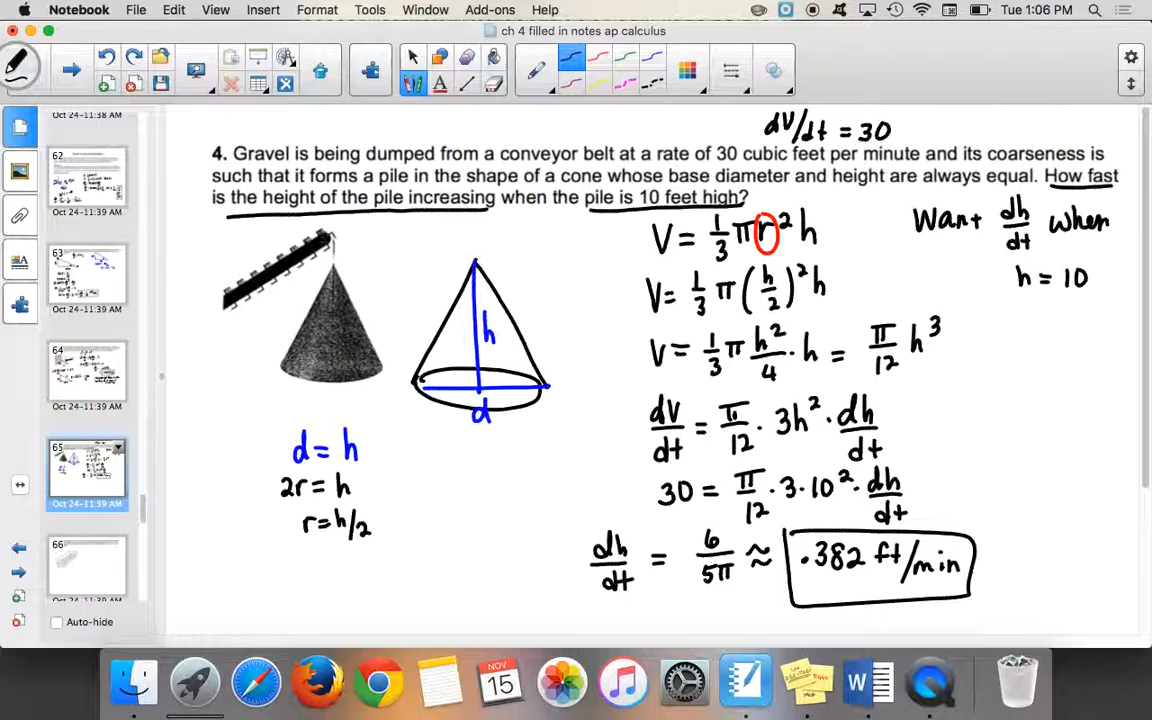 Notebook File Edit View Insert Format Tools Add-ons Help Tue 1:06 PM
ch 4 filled in notes ap calculus
Oct 24-11:38 AM
62
Oct 24-11:39 AM
63
Oct 24-11:39 AM
64
Oct 24-11:39 AM
65
Oct 24-11:39 AM
66
Auto-hide
dV/dt = 30
4. Gravel is being dumped from a conveyor belt at a rate of 30 cubic feet per minute and its coarseness is
such that it forms a pile in the shape of a cone whose base diameter and height are always equal. How fast
is the height of the pile increasing when the pile is 10 feet high?
V = 1/3 π r² h
Want dh/dt when
h = 10
V = 1/3 π (h/2)² h
h
V = 1/3 π h²/4 · h = π/12 h³
d
dV/dt = π/12 · 3h² · dh/dt
d = h
2r = h
r = h/2
30 = π/12 · 3 · 10² · dh/dt
dh/dt = 6/5π ≈ .382 ft/min
NOV
15
W